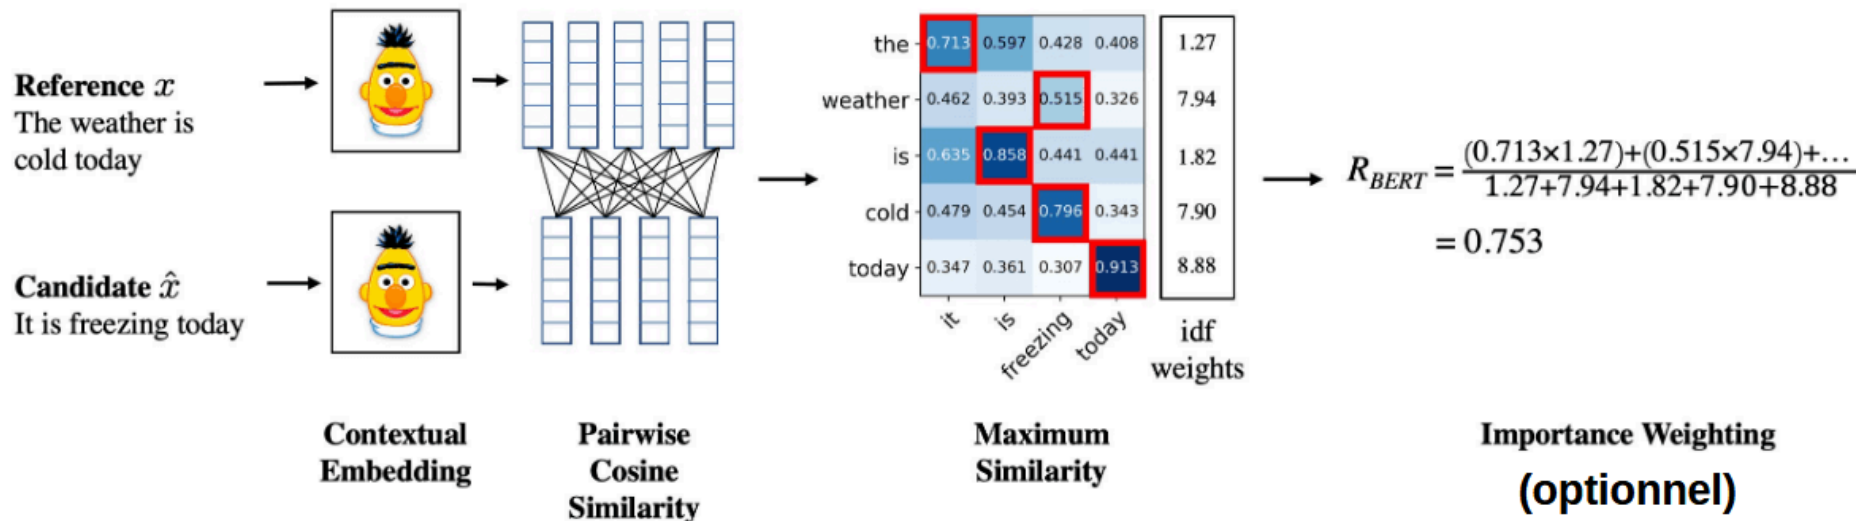 Reference x
The weather is
cold today
Candidate x̂
It is freezing today
Contextual
Embedding
Pairwise
Cosine
Similarity
the 0.713 0.597 0.428 0.408 1.27
weather 0.462 0.393 0.515 0.326 7.94
is 0.635 0.858 0.441 0.441 1.82
cold 0.479 0.454 0.796 0.343 7.90
today 0.347 0.361 0.307 0.913 8.88
it is freezing today
idf
weights
Maximum
Similarity
R_BERT = (0.713×1.27)+(0.515×7.94)+...
1.27+7.94+1.82+7.90+8.88
= 0.753
Importance Weighting
(optionnel)